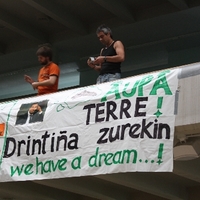 AUPA
TERRE!
Drintiña zurekin
we have a dream...!